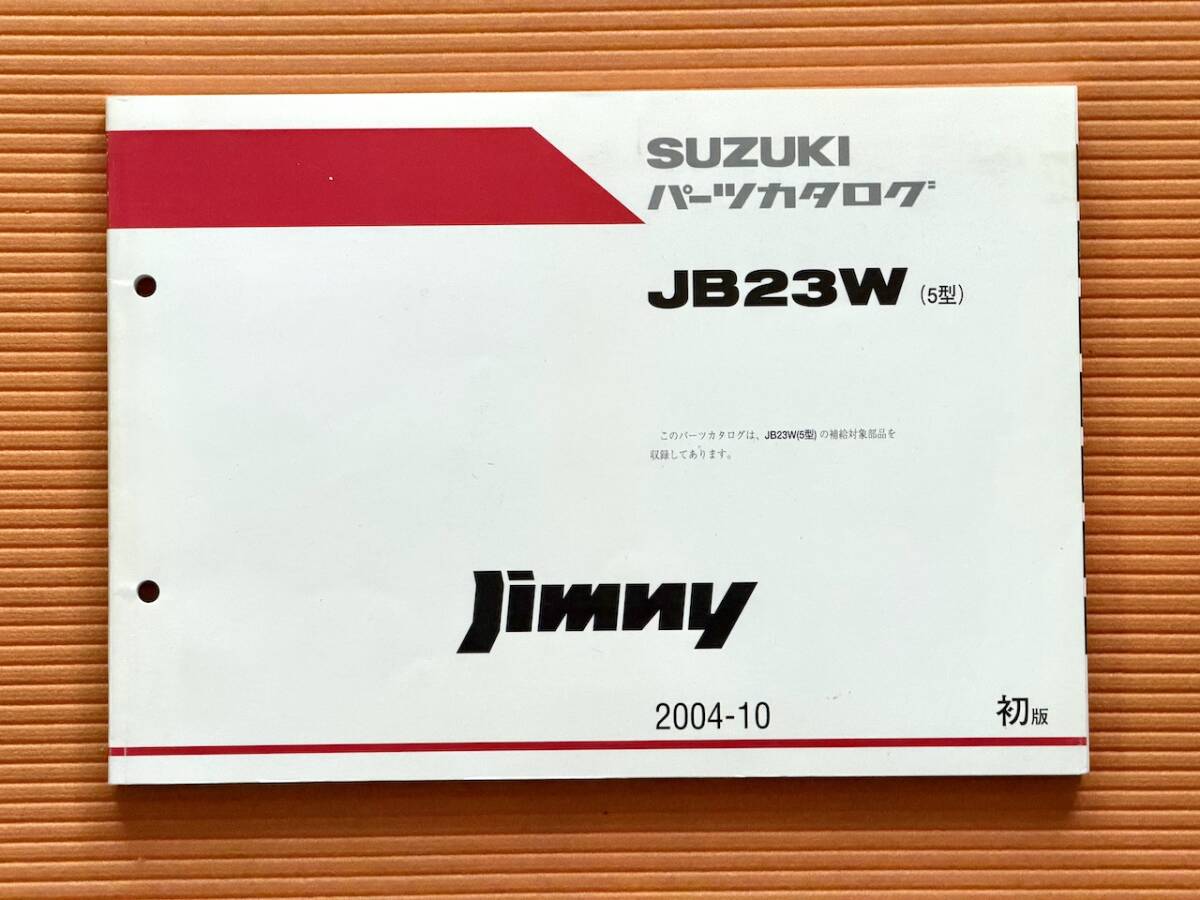 SUZUKI
パーツカタログ
JB23W (5型)
このパーツカタログは、JB23W(5型)の補給対象部品を
収録してあります。
Jimny
2004-10 初版